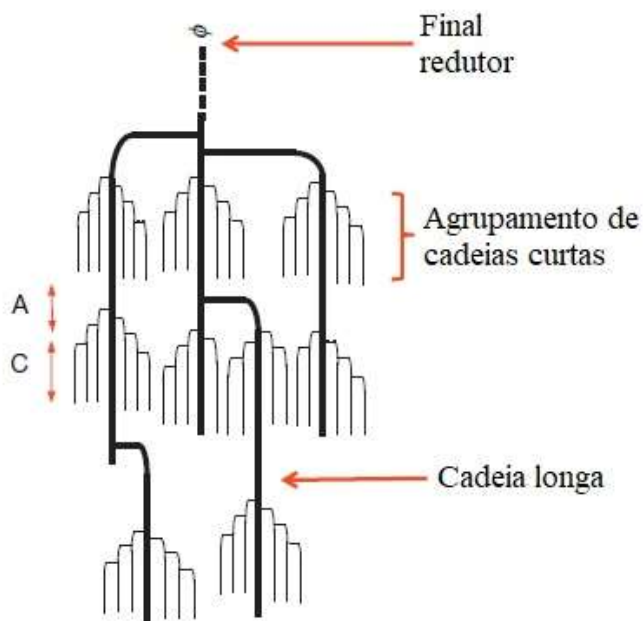 ϕ
Final
redutor
Agrupamento de
cadeias curtas
A
C
Cadeia longa